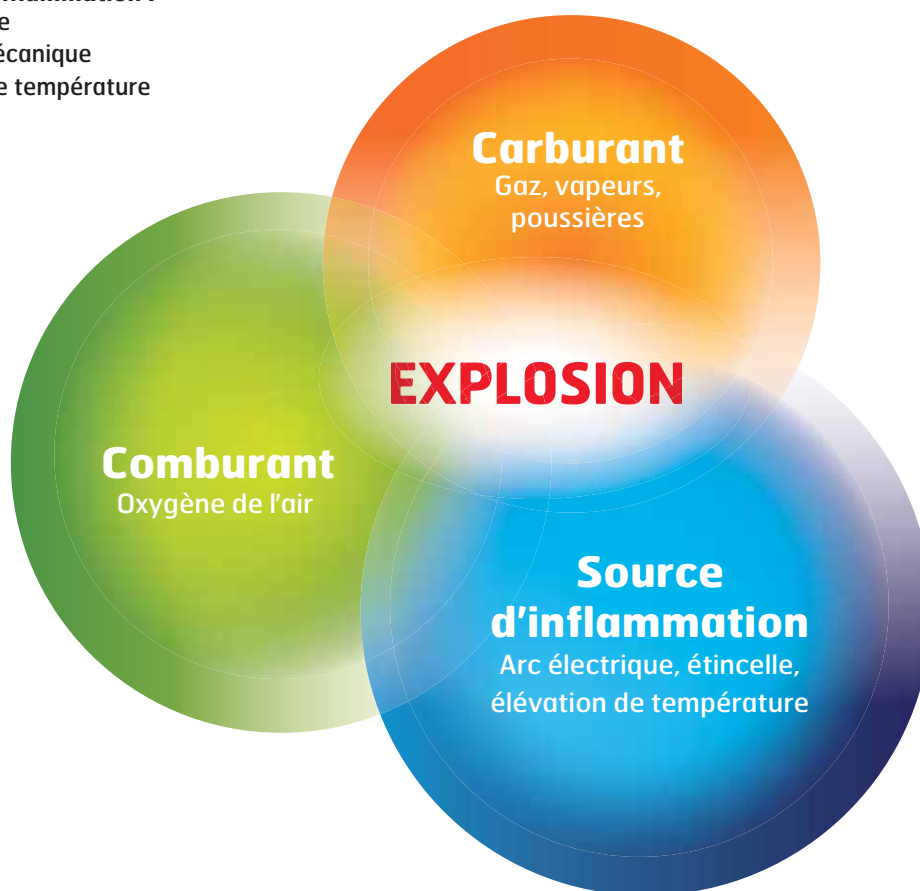 e
écanique
e température
Carburant
Gaz, vapeurs,
poussières
EXPLOSION
Comburant
Oxygène de l'air
Source
d'inflammation
Arc électrique, étincelle,
élévation de température